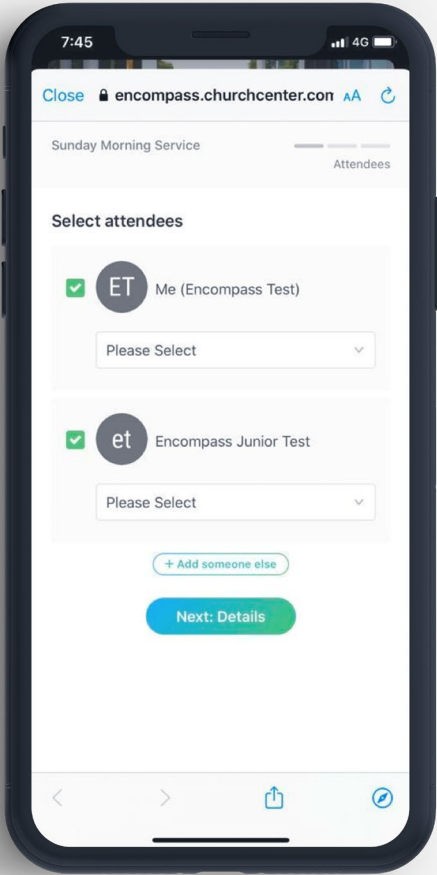 7:45
4G
Close encompass.churchcenter.com AA
Sunday Morning Service
Attendees
Select attendees
ET Me (Encompass Test)
Please Select
et Encompass Junior Test
Please Select
+ Add someone else
Next: Details